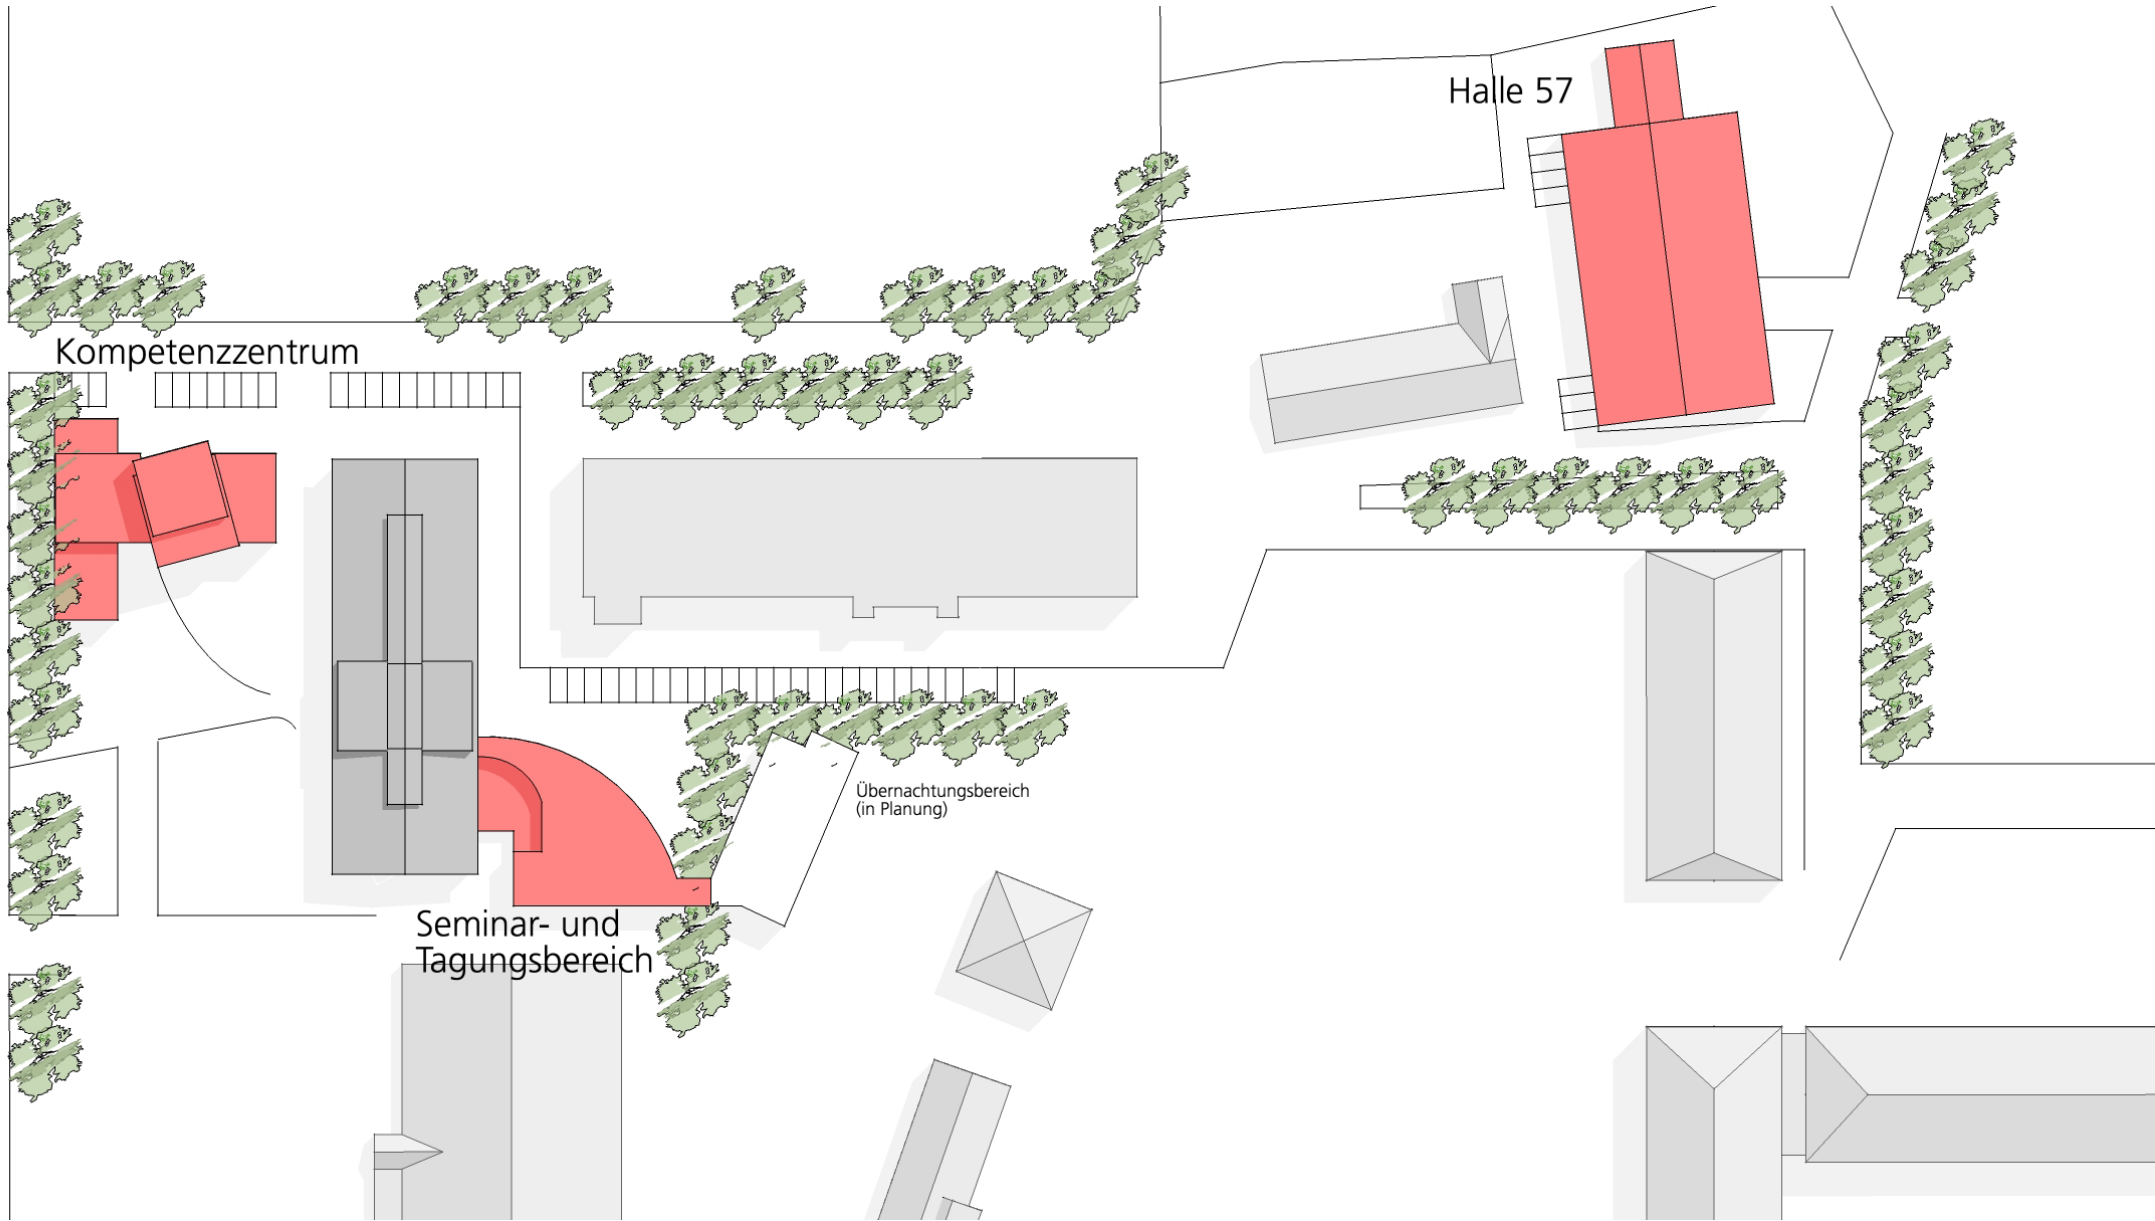 Halle 57
Kompetenzzentrum
Übernachtungsbereich
(in Planung)
Seminar- und
Tagungsbereich